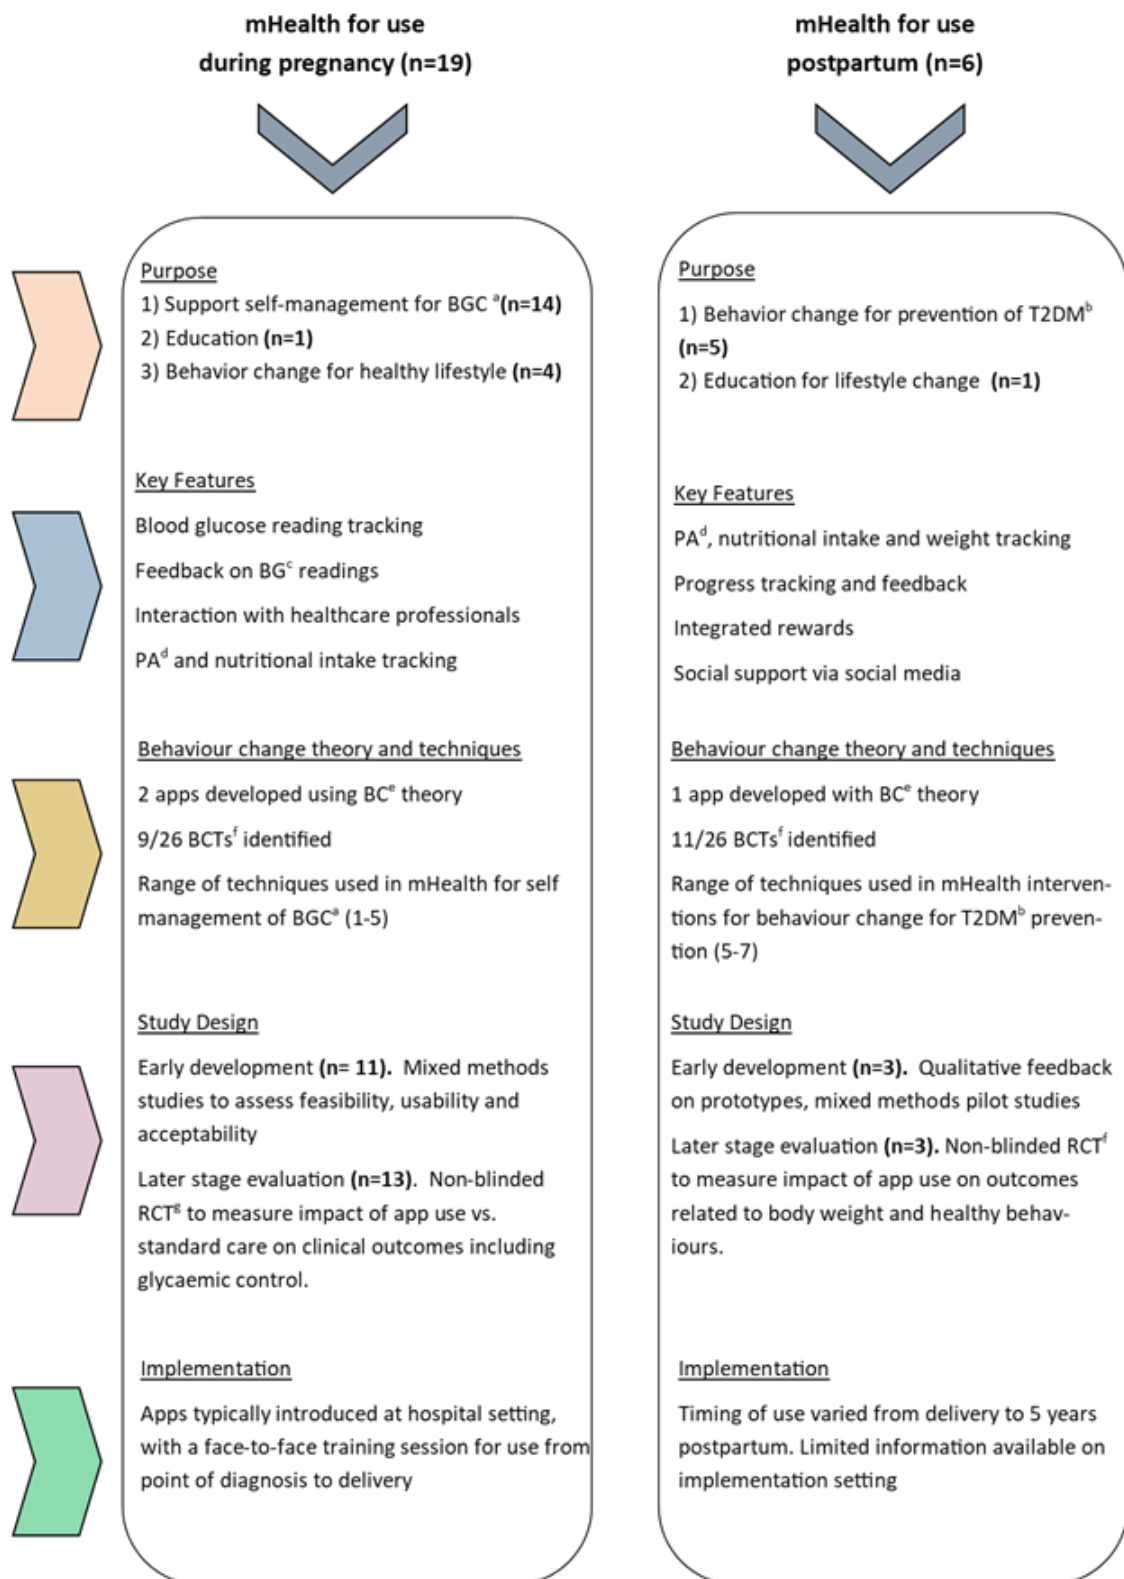 mHealth for use
during pregnancy (n=19)
Purpose
1) Support self-management for BGC ᵃ(n=14)
2) Education (n=1)
3) Behavior change for healthy lifestyle (n=4)
Key Features
Blood glucose reading tracking
Feedback on BGᶜ readings
Interaction with healthcare professionals
PAᵈ and nutritional intake tracking
Behaviour change theory and techniques
2 apps developed using BCᵉ theory
9/26 BCTsᶠ identified
Range of techniques used in mHealth for self
management of BGCᵃ (1-5)
Study Design
Early development (n= 11). Mixed methods
studies to assess feasibility, usability and
acceptability
Later stage evaluation (n=13). Non-blinded
RCTᵍ to measure impact of app use vs.
standard care on clinical outcomes including
glycaemic control.
Implementation
Apps typically introduced at hospital setting,
with a face-to-face training session for use from
point of diagnosis to delivery
mHealth for use
postpartum (n=6)
Purpose
1) Behavior change for prevention of T2DMᵇ
(n=5)
2) Education for lifestyle change (n=1)
Key Features
PAᵈ, nutritional intake and weight tracking
Progress tracking and feedback
Integrated rewards
Social support via social media
Behaviour change theory and techniques
1 app developed with BCᵉ theory
11/26 BCTsᶠ identified
Range of techniques used in mHealth interven-
tions for behaviour change for T2DMᵇ preven-
tion (5-7)
Study Design
Early development (n=3). Qualitative feedback
on prototypes, mixed methods pilot studies
Later stage evaluation (n=3). Non-blinded RCTᶠ
to measure impact of app use on outcomes
related to body weight and healthy behav-
iours.
Implementation
Timing of use varied from delivery to 5 years
postpartum. Limited information available on
implementation setting